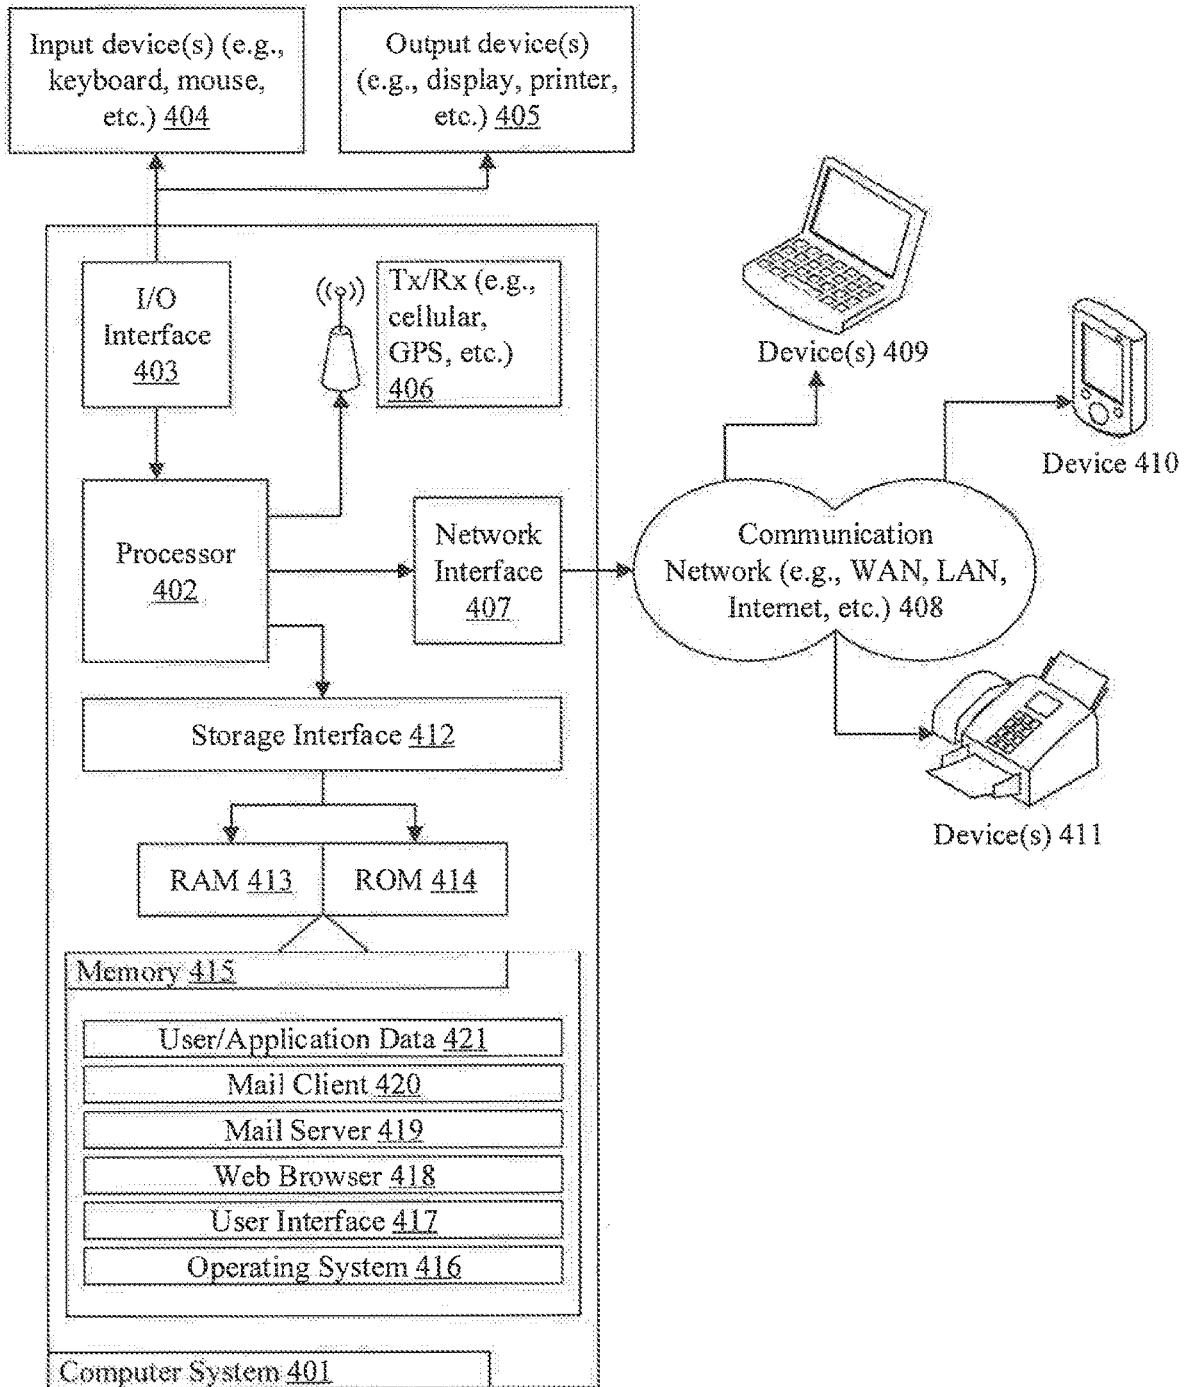 Input device(s) (e.g.,
keyboard, mouse,
etc.) 404
Output device(s)
(e.g., display, printer,
etc.) 405
I/O
Interface
403
Tx/Rx (e.g.,
cellular,
GPS, etc.)
406
Device(s) 409
Device 410
Processor
402
Network
Interface
407
Communication
Network (e.g., WAN, LAN,
Internet, etc.) 408
Storage Interface 412
Device(s) 411
RAM 413
ROM 414
Memory 415
User/Application Data 421
Mail Client 420
Mail Server 419
Web Browser 418
User Interface 417
Operating System 416
Computer System 401